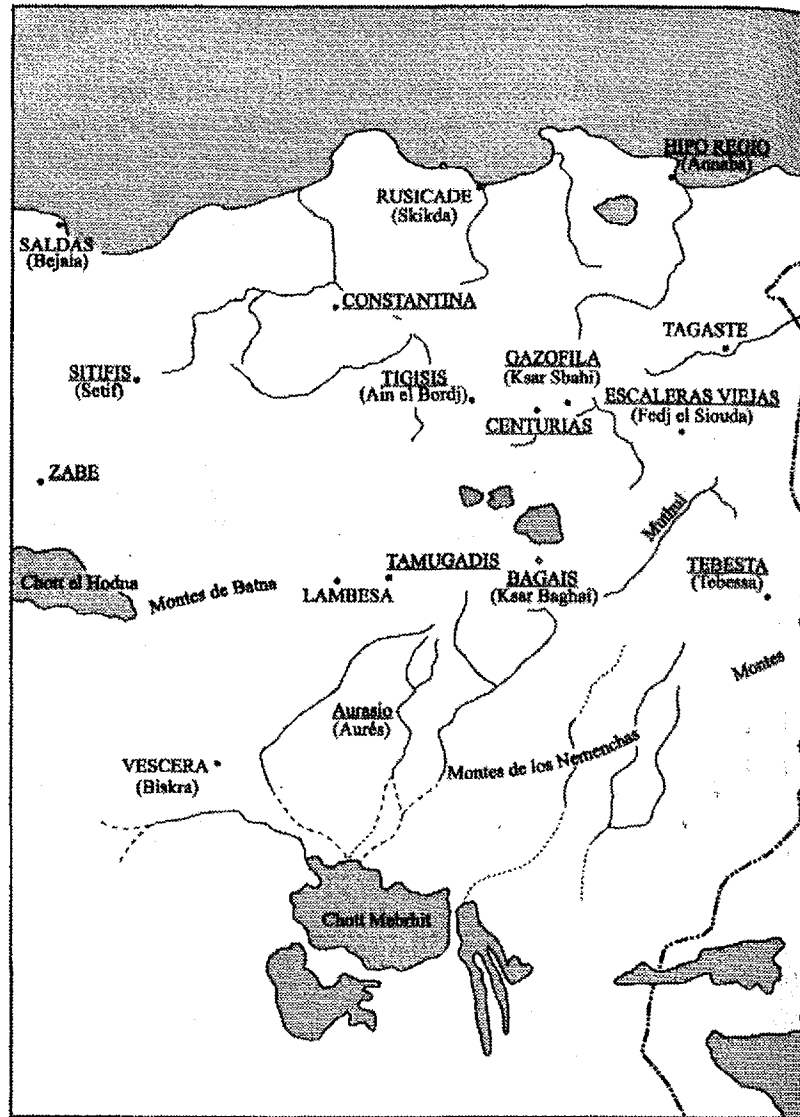 HIPO REGIO
(Annaba)
RUSICADE
(Skikda)
SALDAS
(Bejaia)
CONSTANTINA
TAGASTE
SITIFIS
(Setif)
TIGISIS
(Ain el Bordj)
GAZOFILA
(Ksar Sbahi)
ESCALERAS VIEJAS
(Fedj el Siouda)
CENTURIAS
ZABE
Muthul
Chott el Hodna
Montes de Batna
LAMBESA
TAMUGADIS
BAGAIS
(Ksar Baghai)
TEBESTA
(Tebessa)
Montes
Aurasio
(Aurés)
VESCERA
(Biskra)
Montes de los Nemenchas
Chott Melrhit